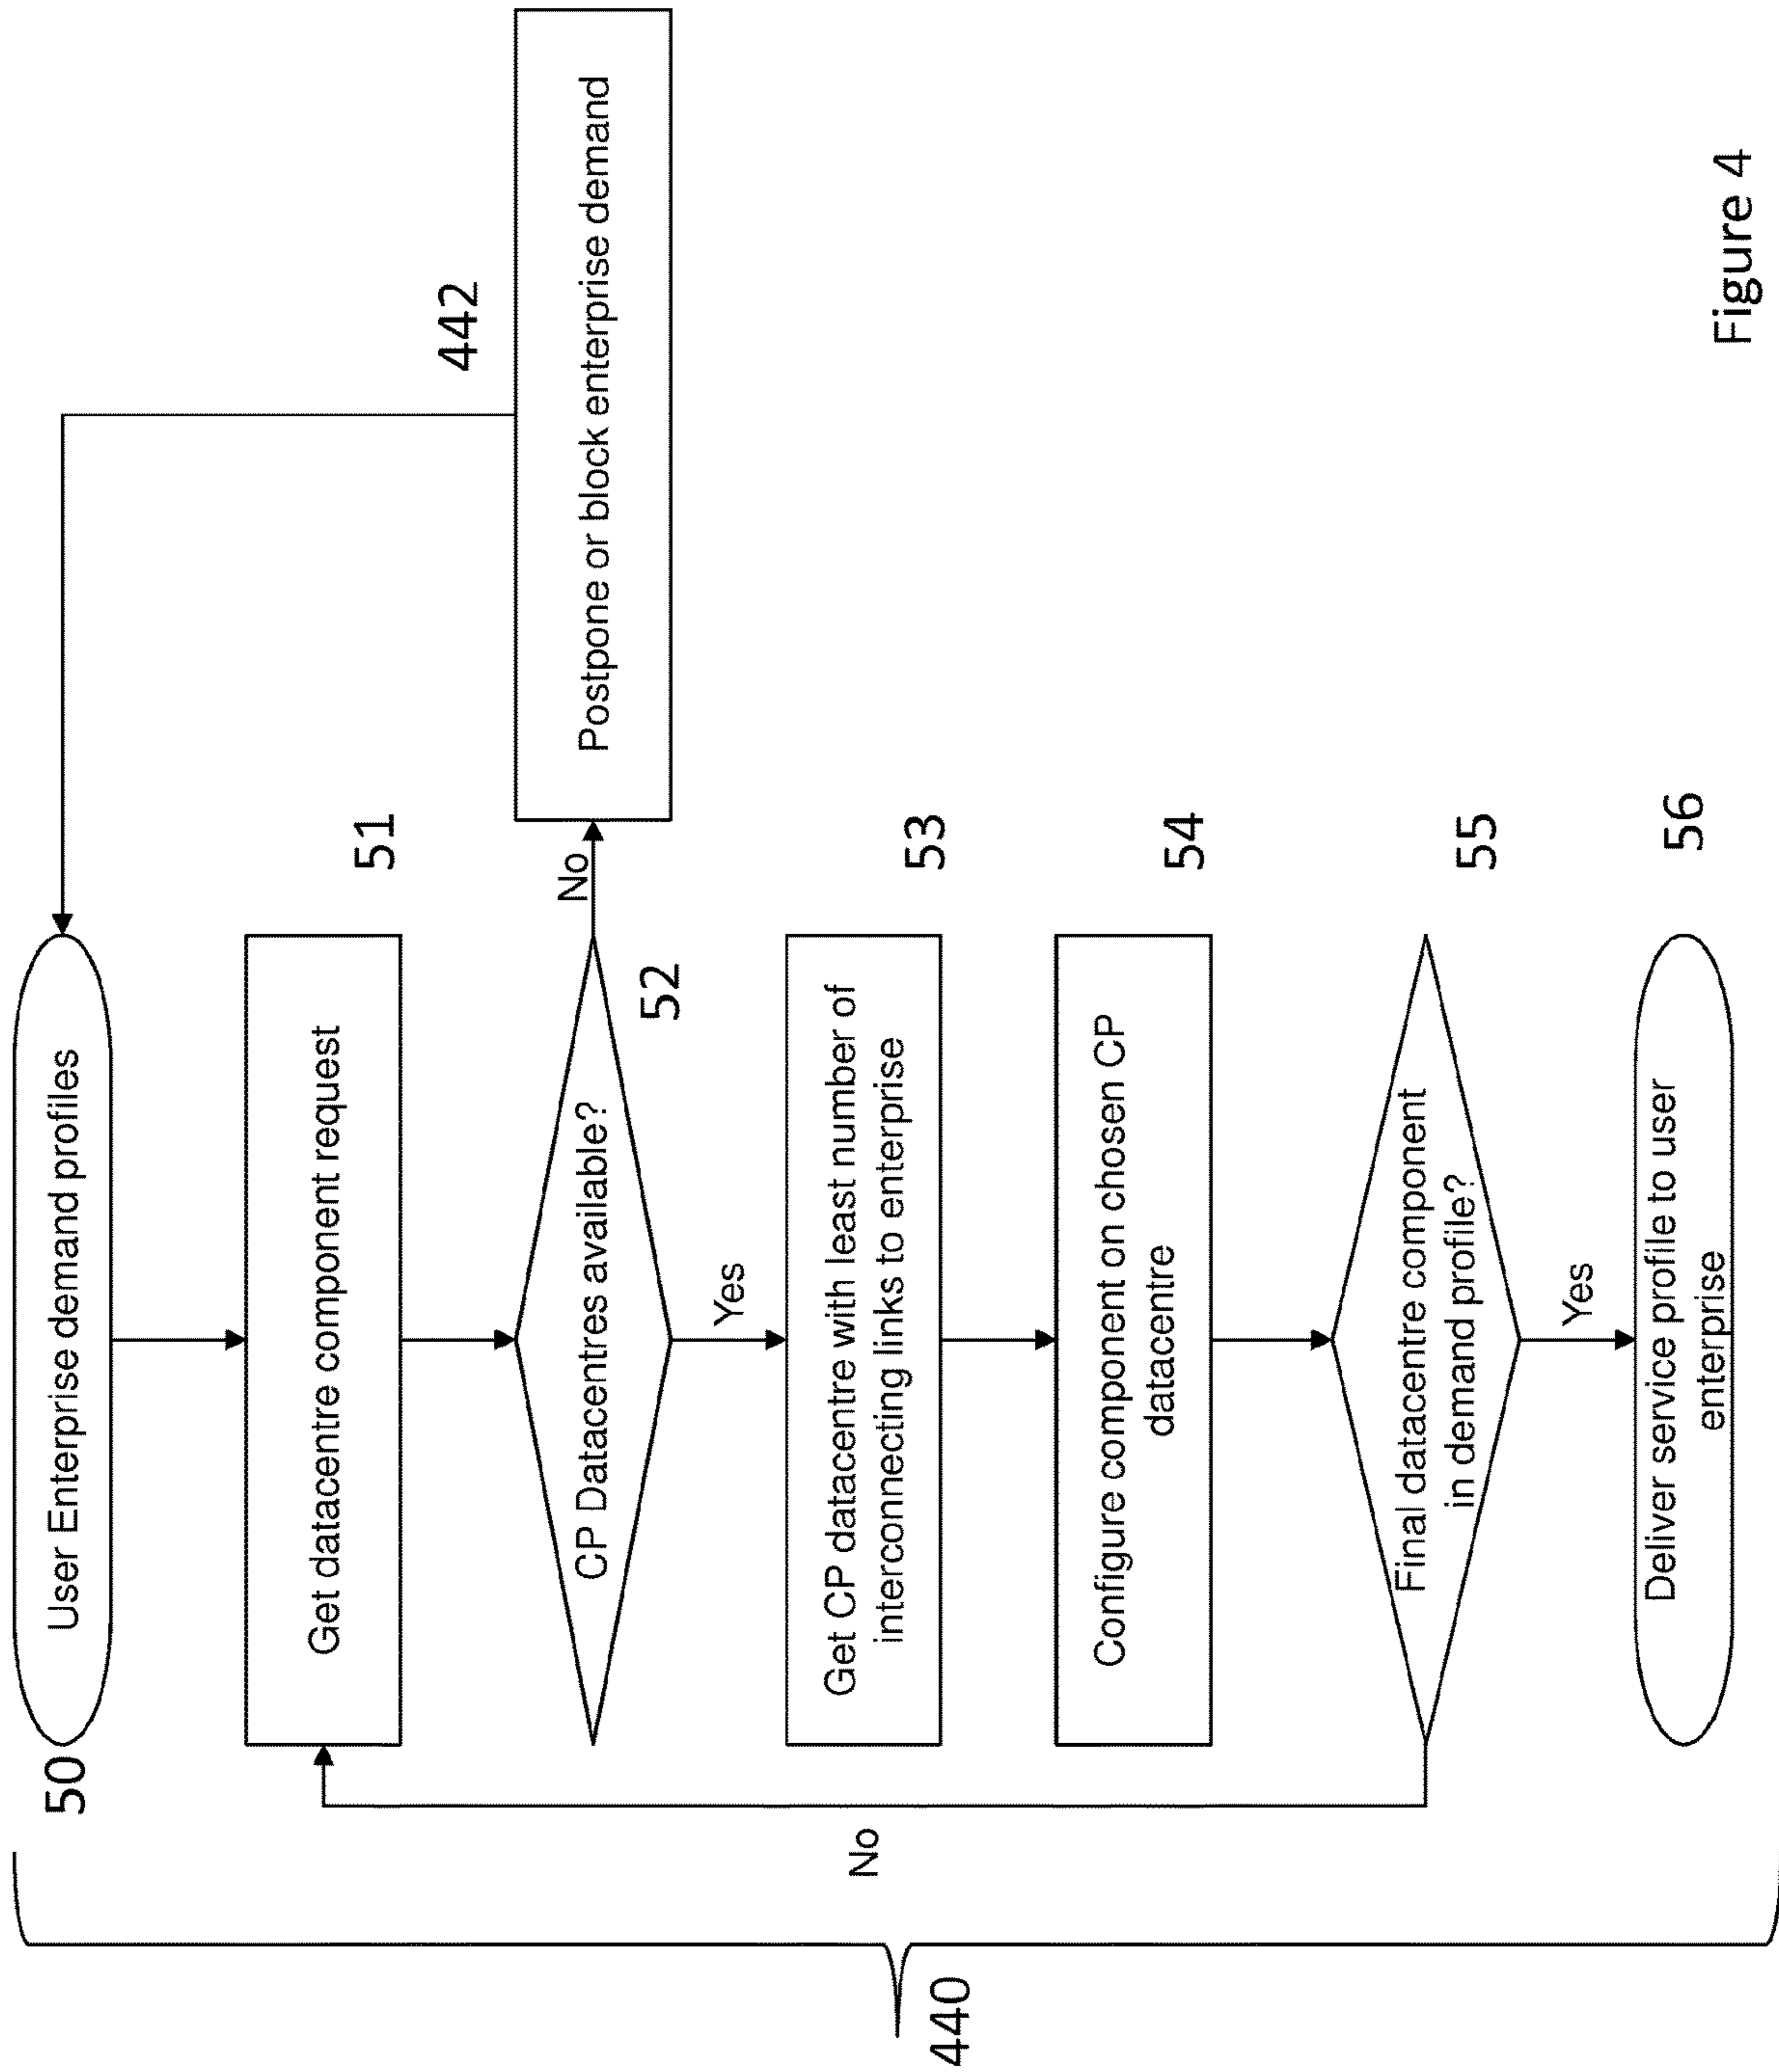 50
User Enterprise demand profiles
Get datacentre component request
51
442
CP Datacentres available?
52
No
Postpone or block enterprise demand
Yes
Get CP datacentre with least number of
interconnecting links to enterprise
53
No
440
Configure component on chosen CP
datacentre
54
Final datacentre component
in demand profile?
55
Yes
Deliver service profile to user
enterprise
56
Figure 4